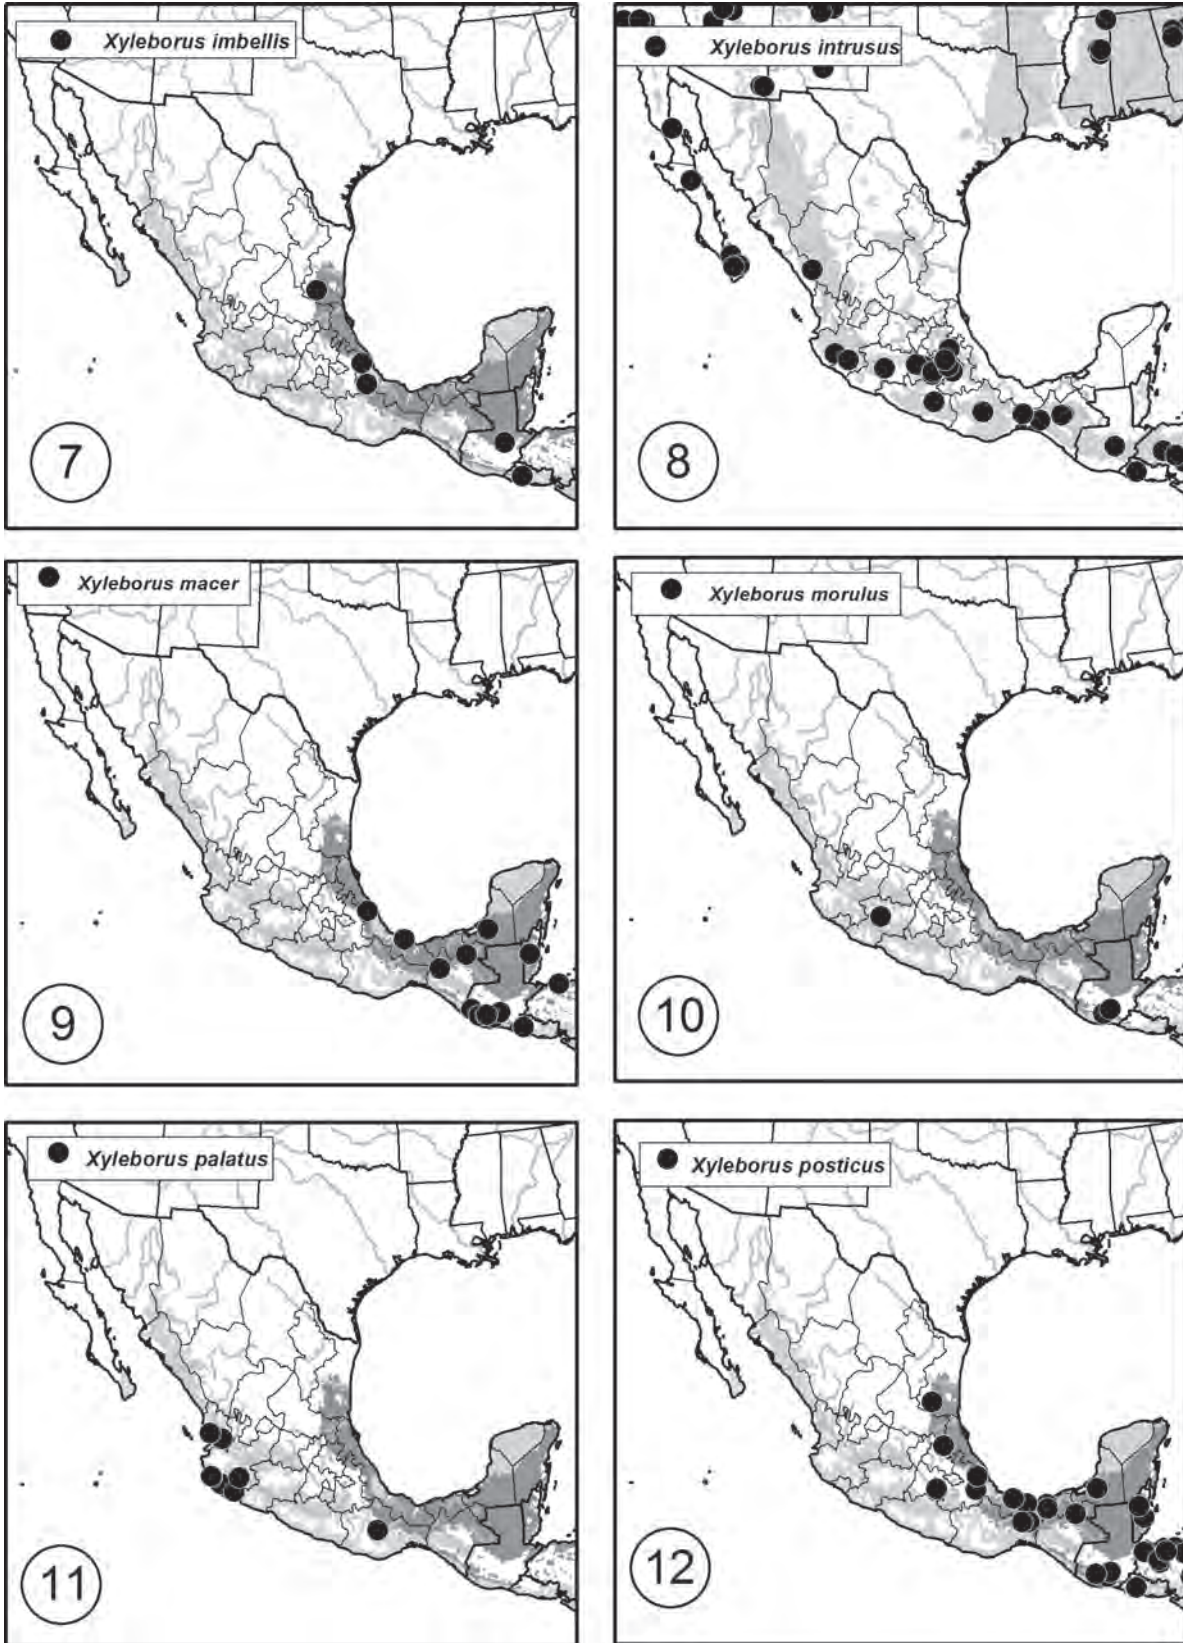 Xyleborus imbellis
7
Xyleborus intrusus
8
Xyleborus macer
9
Xyleborus morulus
10
Xyleborus palatus
11
Xyleborus posticus
12